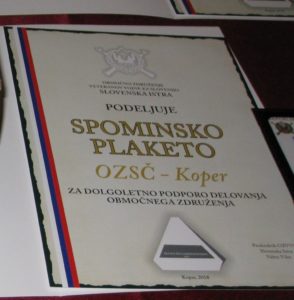 OBMOČNO ZDRUŽENJE
VETERANOV VOJNE ZA SLOVENIJO
SLOVENSKA ISTRA
PODELJUJE
SPOMINSKO
PLAKETO
OZSČ - Koper
ZA DOLGOLETNO PODPORO DELOVANJA
OBMOČNEGA ZDRUŽENJA
Koper, 2018